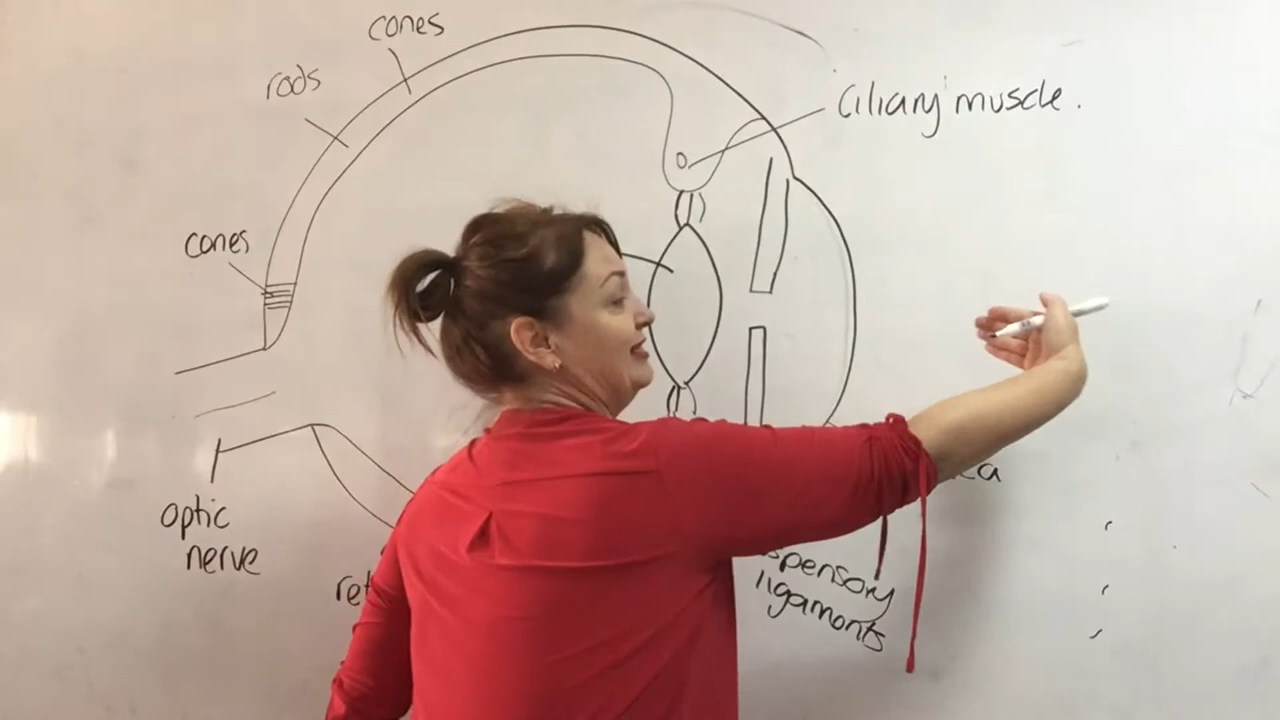 cones
rods
ciliary muscle.
cones
optic
nerve
ligaments